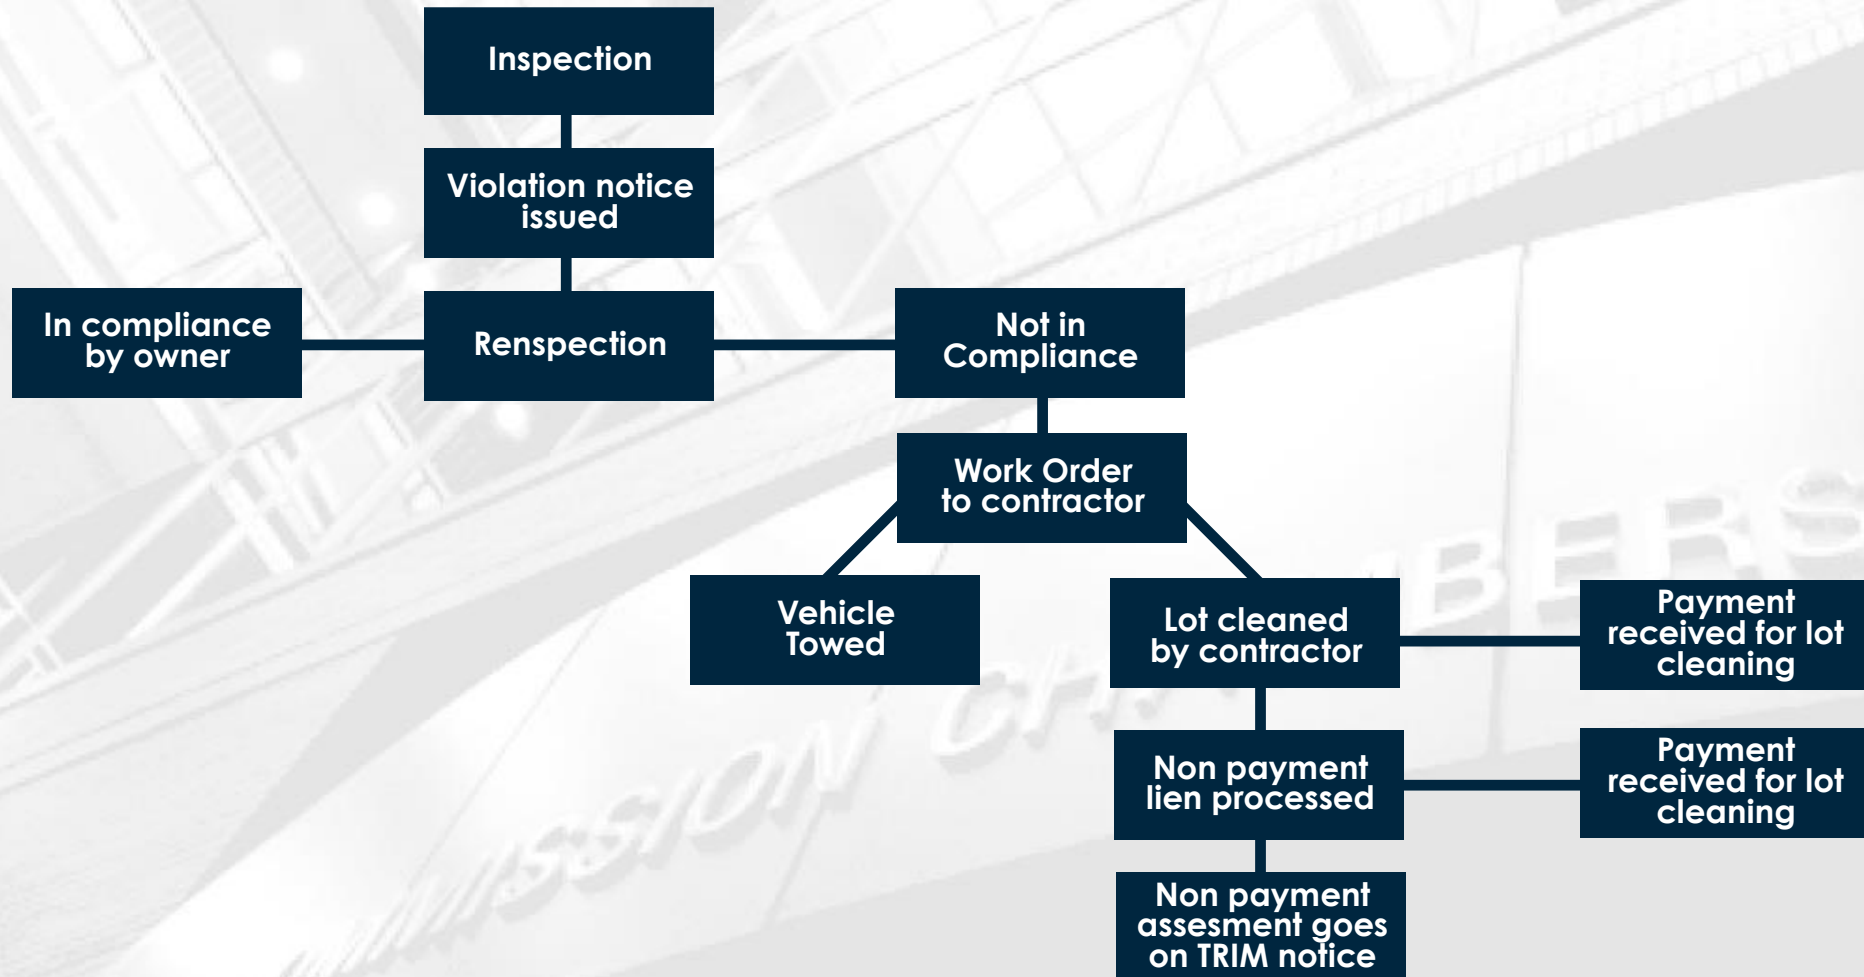 Inspection
Violation notice
issued
In compliance
by owner
Renspection
Not in
Compliance
Work Order
to contractor
Vehicle
Towed
Lot cleaned
by contractor
Payment
received for lot
cleaning
Non payment
lien processed
Payment
received for lot
cleaning
Non payment
assesment goes
on TRIM notice